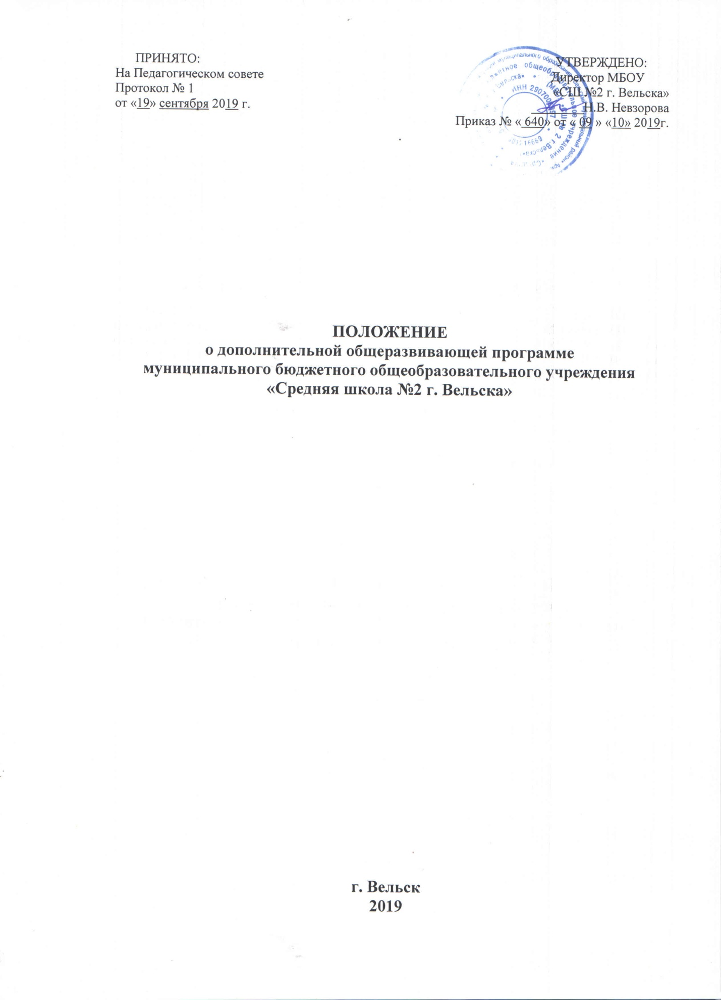 ПРИНЯТО:
На Педагогическом совете
Протокол № 1
от «19» сентября 2019 г.
УТВЕРЖДЕНО:
Директор МБОУ
«СШ №2 г. Вельска»
Н.В. Невзорова
Приказ № « 640» от « 09 » «10» 2019г.
ИНН
ПОЛОЖЕНИЕ
о дополнительной общеразвивающей программе
муниципального бюджетного общеобразовательного учреждения
«Средняя школа №2 г. Вельска»
г. Вельск
2019